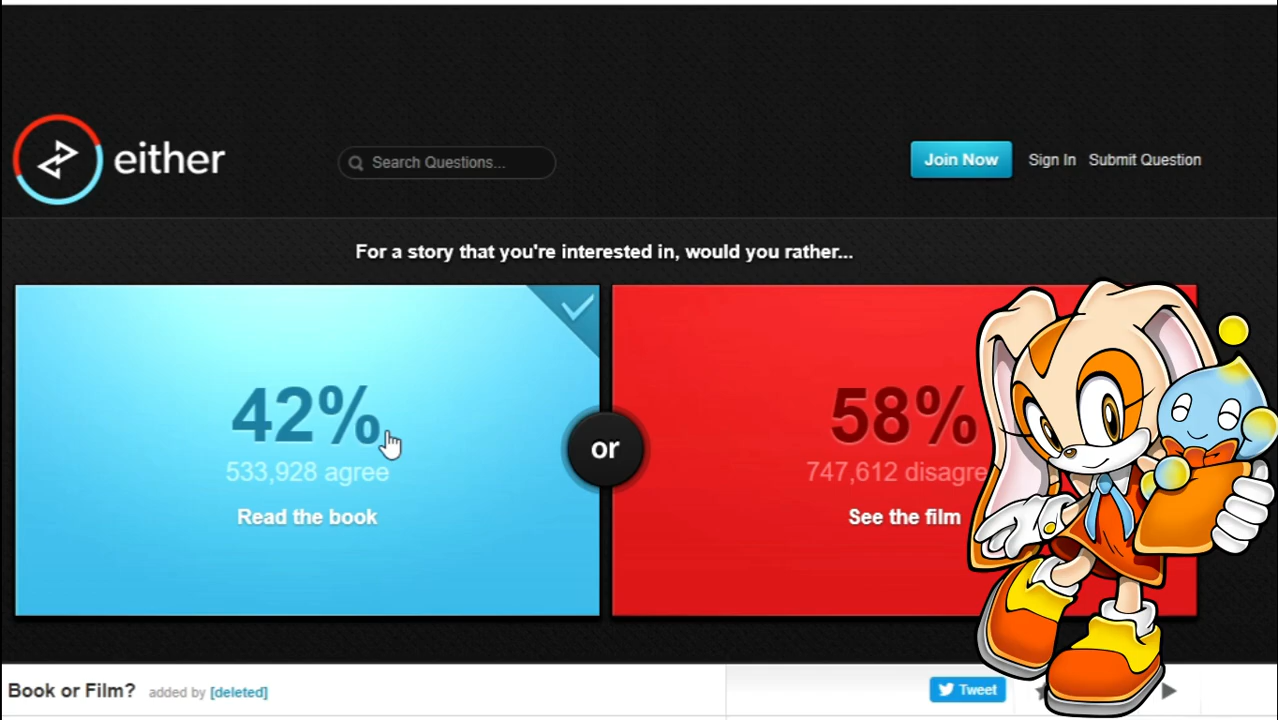 either
Search Questions...
Join Now
Sign In
Submit Question
For a story that you're interested in, would you rather...
42%
533,928 agree
Read the book
or
58%
747,612 disagre
See the film
Book or Film? added by [deleted]
Tweet